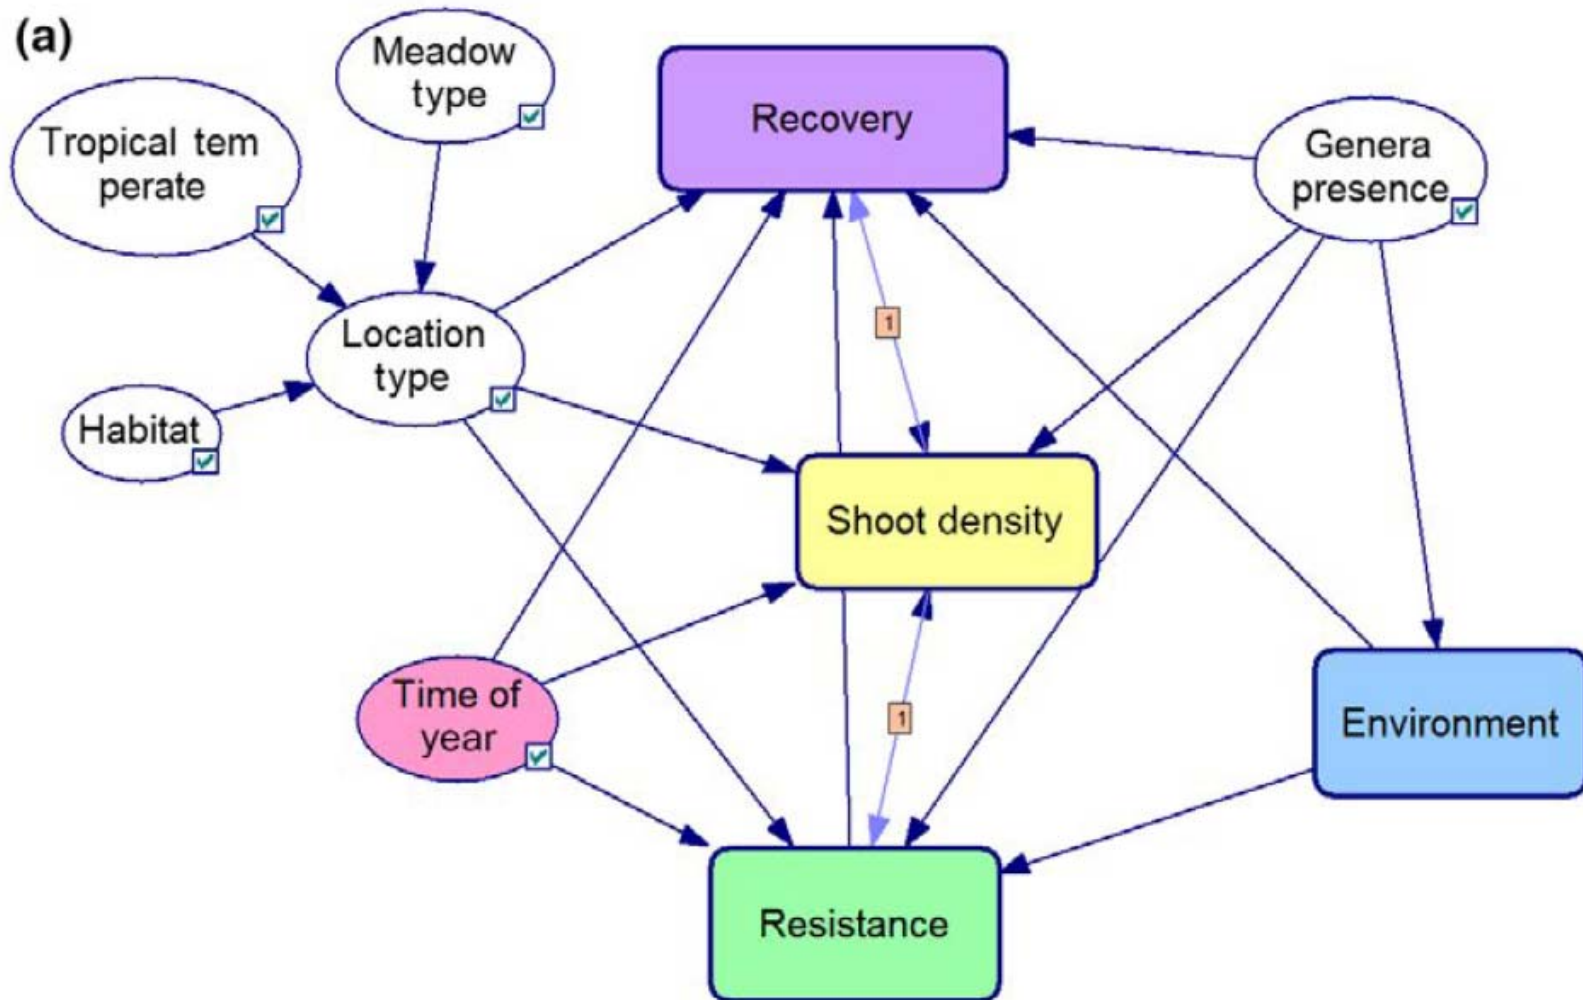 (a)
Meadow
type
Tropical tem
perate
Recovery
Genera
presence
1
Location
type
Habitat
Shoot density
Time of
year
1
Environment
Resistance